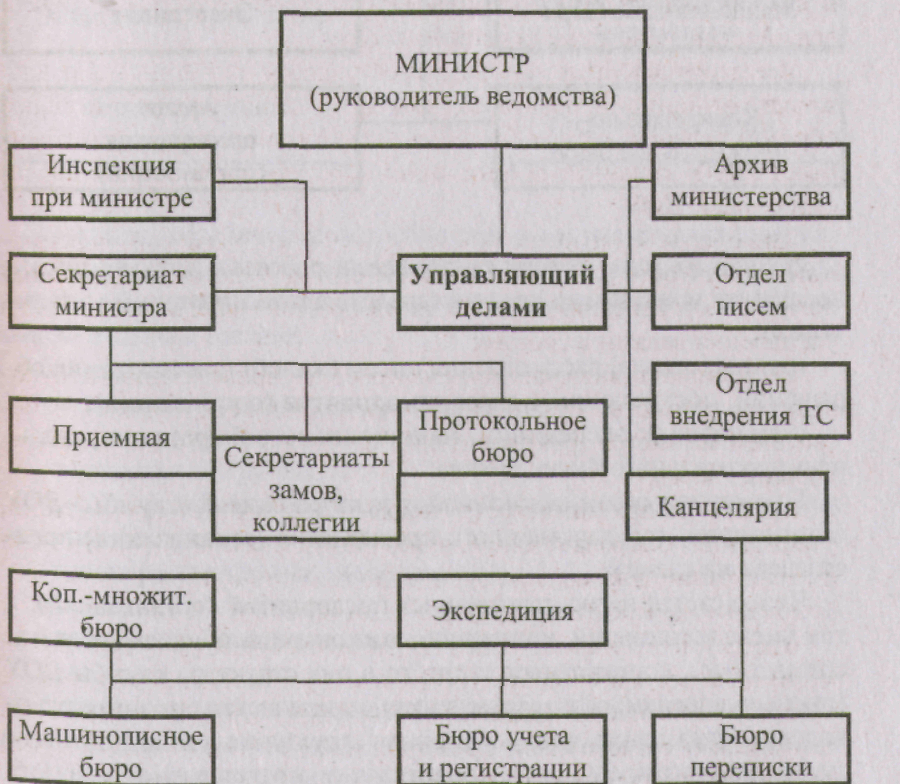 МИНИСТР
(руководитель ведомства)
Инспекция
при министре
Архив
министерства
Секретариат
министра
Управляющий
делами
Отдел
писем
Приемная
Секретариаты
замов,
коллегии
Протокольное
бюро
Отдел
внедрения ТС
Канцелярия
Коп.-множит.
бюро
Экспедиция
Машинописное
бюро
Бюро учета
и регистрации
Бюро
переписки